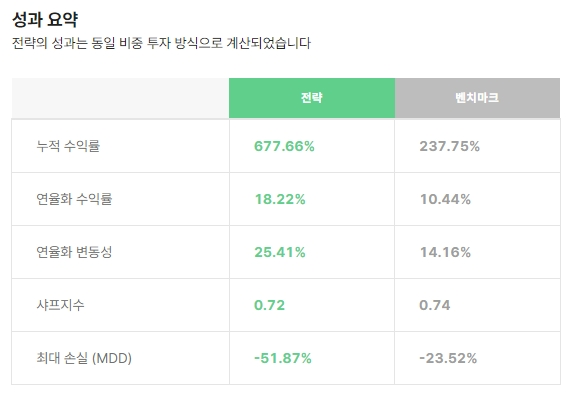 성과 요약
전략의 성과는 동일 비중 투자 방식으로 계산되었습니다
전략 벤치마크
누적 수익률 677.66% 237.75%
연율화 수익률 18.22% 10.44%
연율화 변동성 25.41% 14.16%
샤프지수 0.72 0.74
최대 손실 (MDD) -51.87% -23.52%